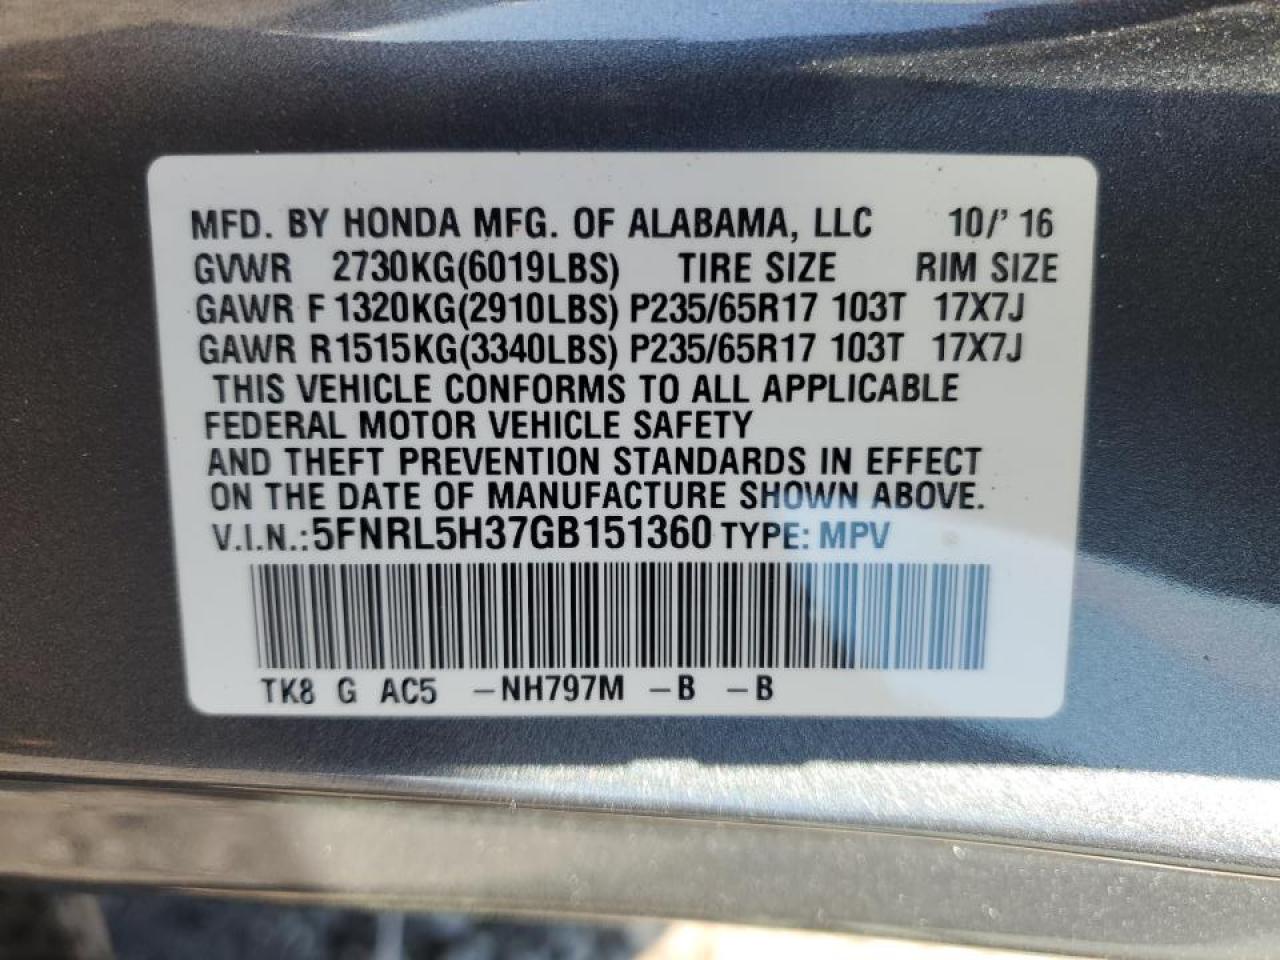 MFD. BY HONDA MFG. OF ALABAMA, LLC 10/' 16
GVWR 2730KG(6019LBS) TIRE SIZE RIM SIZE
GAWR F 1320KG(2910LBS) P235/65R17 103T 17X7J
GAWR R1515KG(3340LBS) P235/65R17 103T 17X7J
THIS VEHICLE CONFORMS TO ALL APPLICABLE
FEDERAL MOTOR VEHICLE SAFETY
AND THEFT PREVENTION STANDARDS IN EFFECT
ON THE DATE OF MANUFACTURE SHOWN ABOVE.
V.I.N.:5FNRL5H37GB151360 TYPE: MPV
TK8 G AC5 -NH797M -B -B